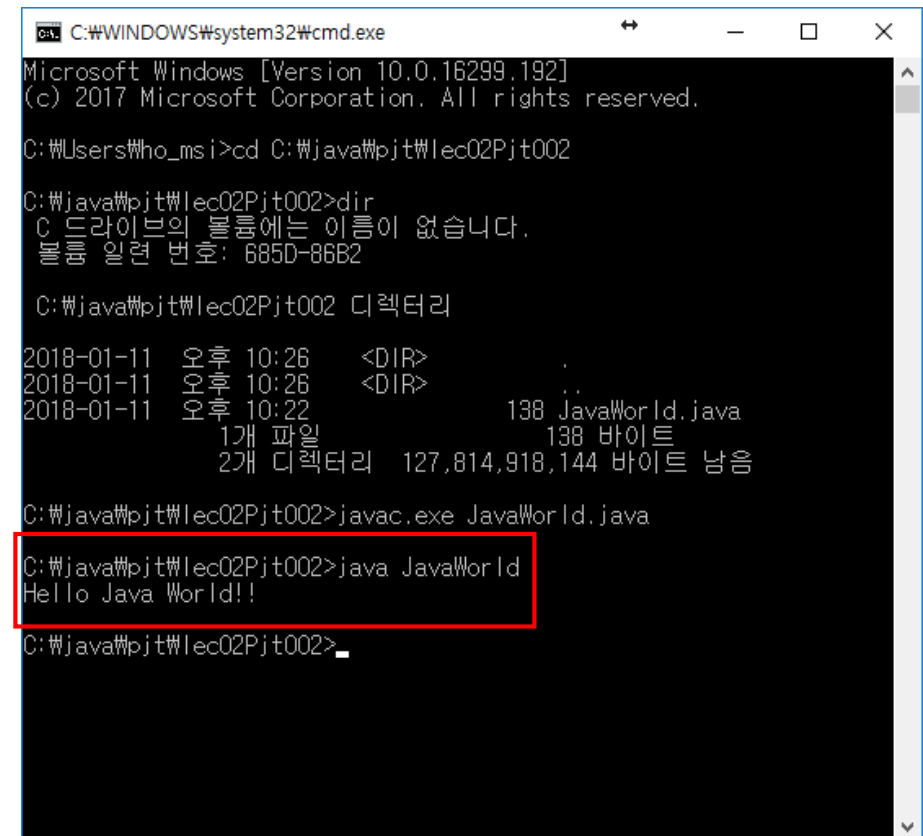 C:₩WINDOWS₩system32₩cmd.exe
Microsoft Windows [Version 10.0.16299.192]
(c) 2017 Microsoft Corporation. All rights reserved.
C:₩Users₩ho_msi>cd C:₩java₩pjt₩lec02Pjt002
C:₩java₩pjt₩lec02Pjt002>dir
C 드라이브의 볼륨에는 이름이 없습니다.
볼륨 일련 번호: 685D-86B2
C:₩java₩pjt₩lec02Pjt002 디렉터리
2018-01-11 오후 10:26 <DIR> .
2018-01-11 오후 10:26 <DIR> ..
2018-01-11 오후 10:22 138 JavaWorld.java
1개 파일 138 바이트
2개 디렉터리 127,814,918,144 바이트 남음
C:₩java₩pjt₩lec02Pjt002>javac.exe JavaWorld.java
C:₩java₩pjt₩lec02Pjt002>java JavaWorld
Hello Java World!!
C:₩java₩pjt₩lec02Pjt002>